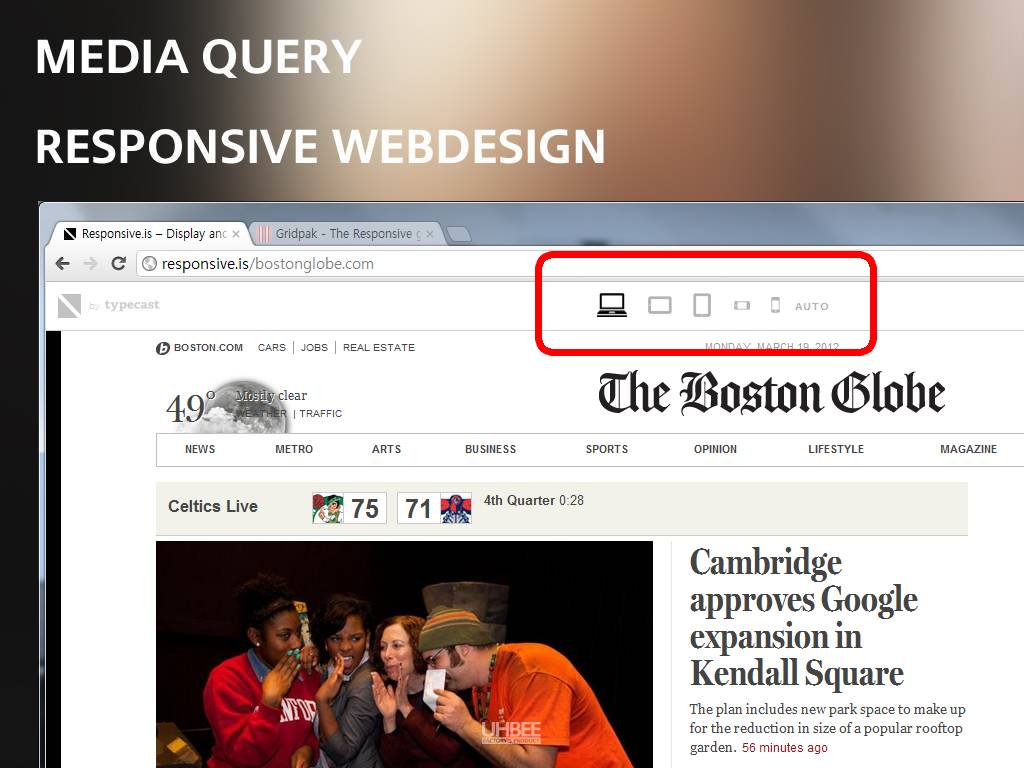 MEDIA QUERY
RESPONSIVE WEBDESIGN
Responsive.is – Display and
Gridpak - The Responsive g
responsive.is/bostonglobe.com
by typecast
AUTO
BOSTON.COM CARS JOBS REAL ESTATE
MONDAY, MARCH 19, 2012
49° Mostly clear
WEATHER | TRAFFIC
The Boston Globe
NEWS METRO ARTS BUSINESS SPORTS OPINION LIFESTYLE MAGAZINE
Celtics Live 75 71 4th Quarter 0:28
Cambridge
approves Google
expansion in
Kendall Square
The plan includes new park space to make up
for the reduction in size of a popular rooftop
garden. 56 minutes ago
UHBEE